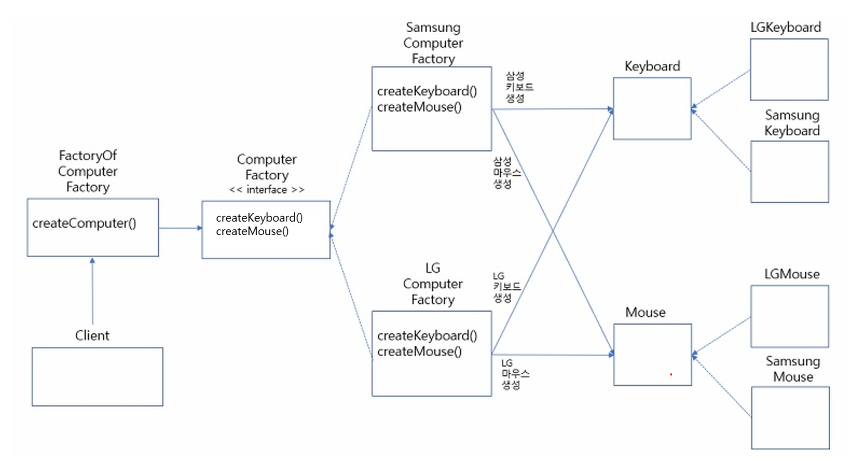 Samsung
Computer
Factory
createKeyboard()
createMouse()
삼성
키보드
생성
삼성
마우스
생성
Keyboard
LGKeyboard
Samsung
Keyboard
FactoryOf
Computer
Factory
createComputer()
Computer
Factory
<< interface >>
createKeyboard()
createMouse()
Client
LG
Computer
Factory
createKeyboard()
createMouse()
LG
키보드
생성
LG
마우스
생성
Mouse
LGMouse
Samsung
Mouse